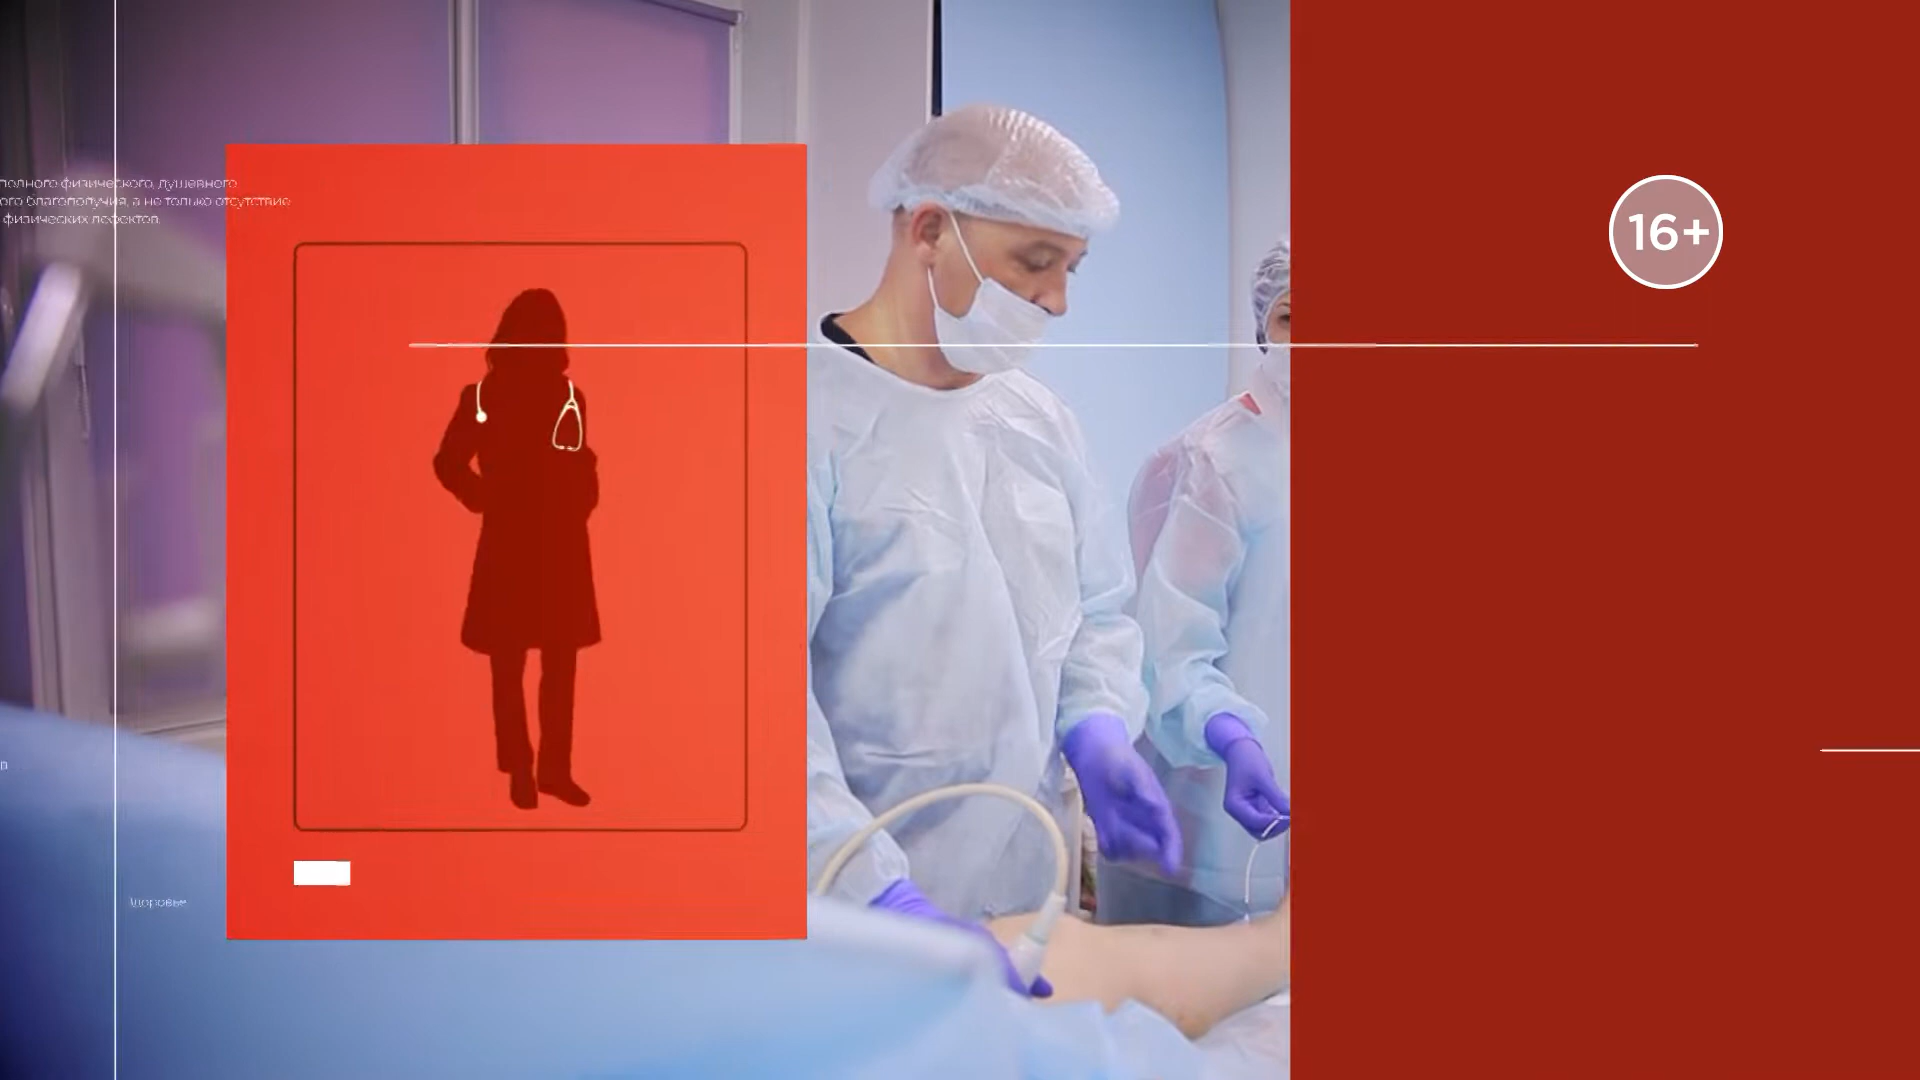 полного физического, душевного
ого благополучия, а не только отсутствие
физических дефектов.
16+
Здоровье